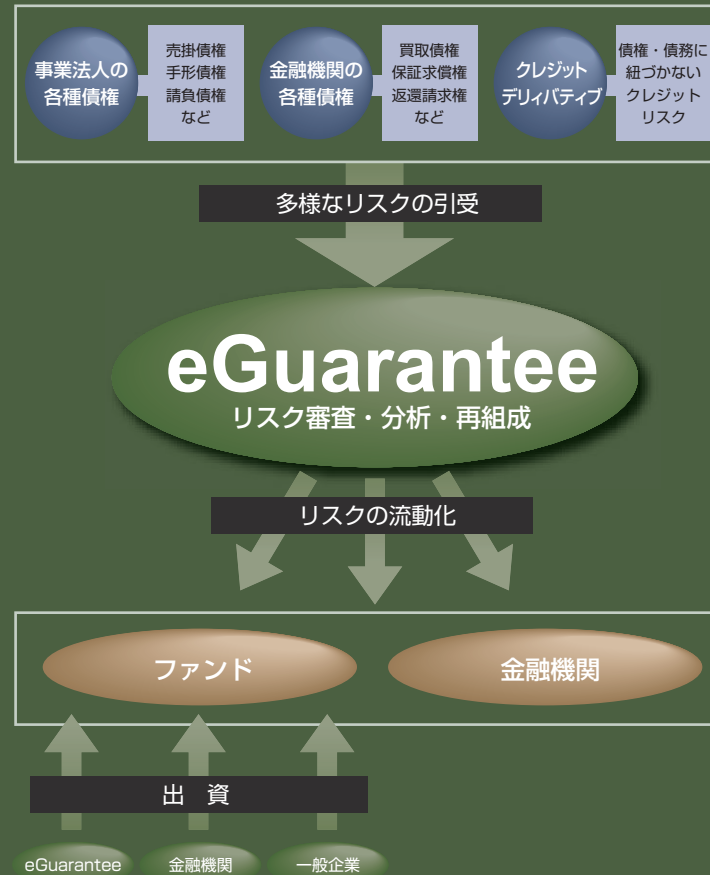 事業法人の
各種債権
売掛債権
手形債権
請負債権
など
金融機関の
各種債権
買取債権
保証求償権
返還請求権
など
クレジット
デリィバティブ
債権・債務に
紐づかない
クレジット
リスク
多様なリスクの引受
eGuarantee
リスク審査・分析・再組成
リスクの流動化
ファンド
金融機関
出 資
eGuarantee
金融機関
一般企業